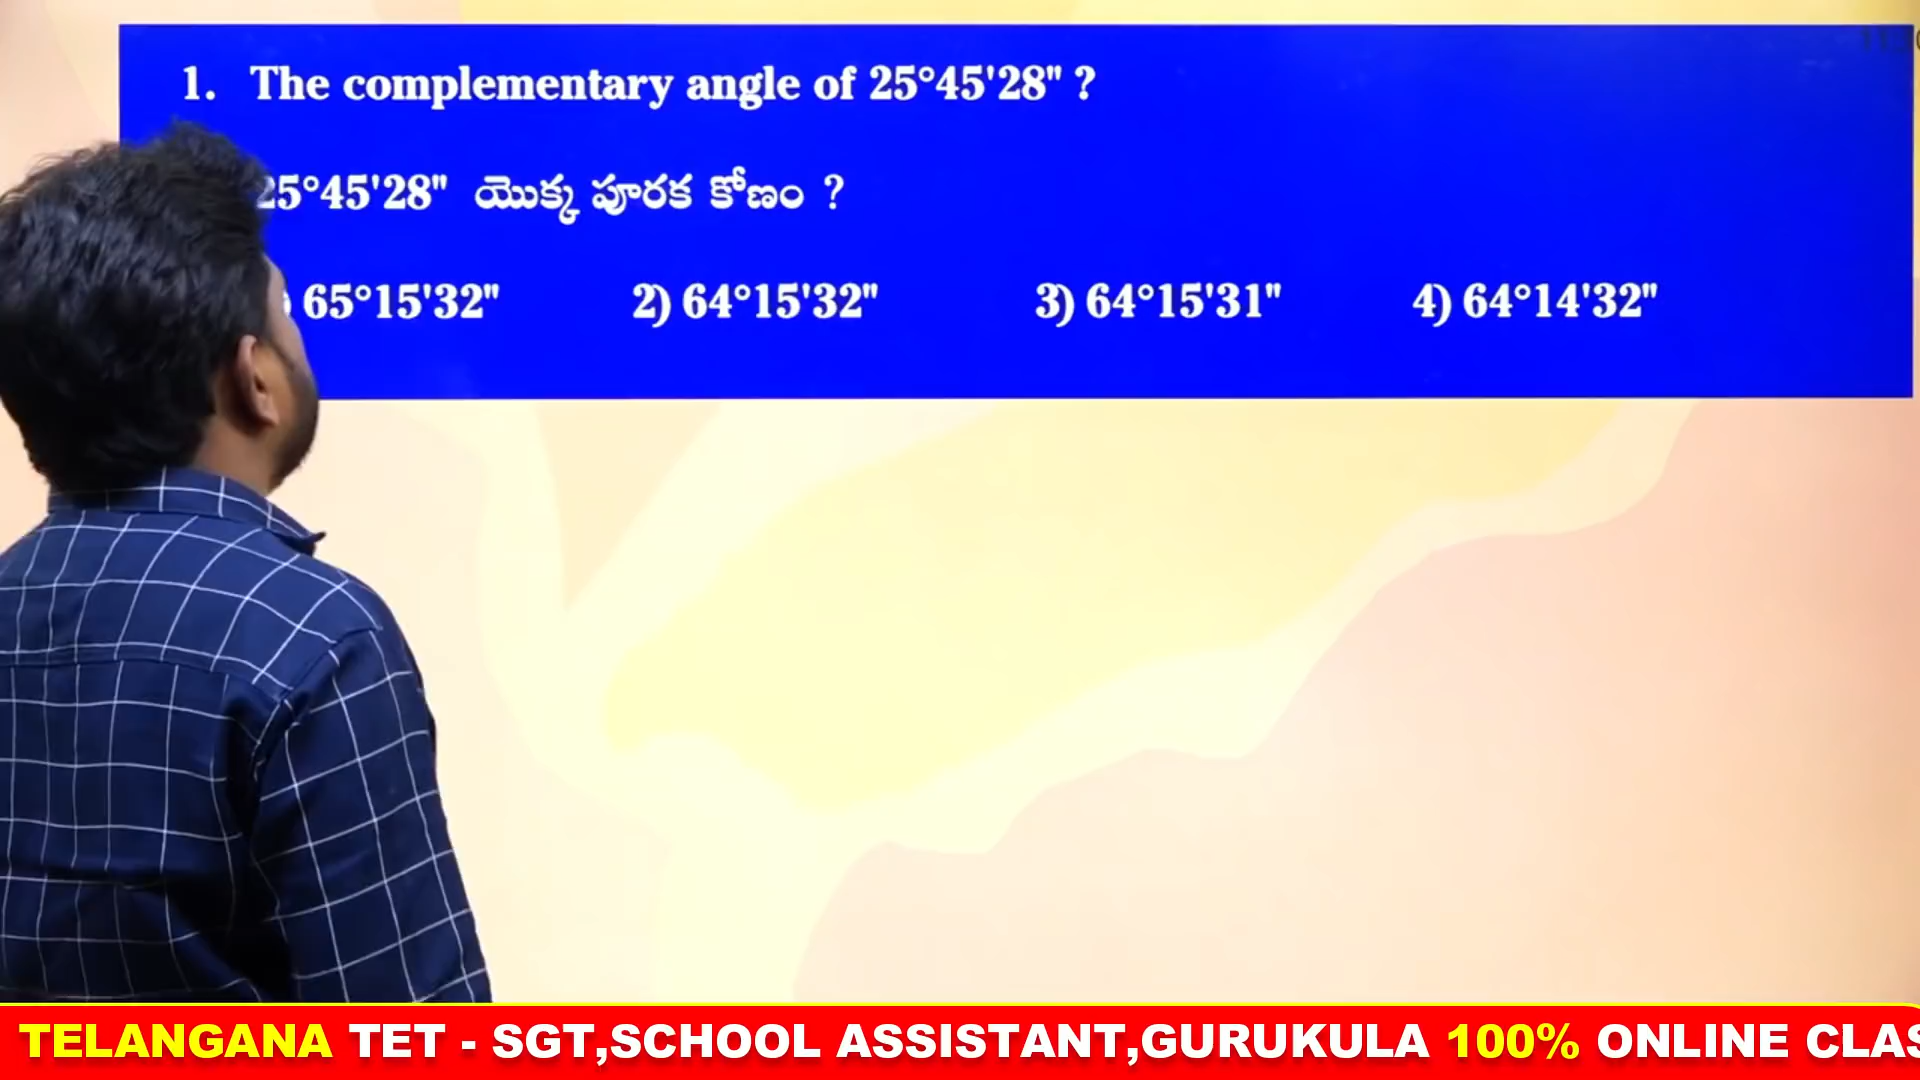 1. The complementary angle of 25°45'28" ?
25°45'28" యొక్క పూరక కోణం ?
) 65°15'32" 2) 64°15'32" 3) 64°15'31" 4) 64°14'32"
TELANGANA TET - SGT,SCHOOL ASSISTANT,GURUKULA 100% ONLINE CLAS